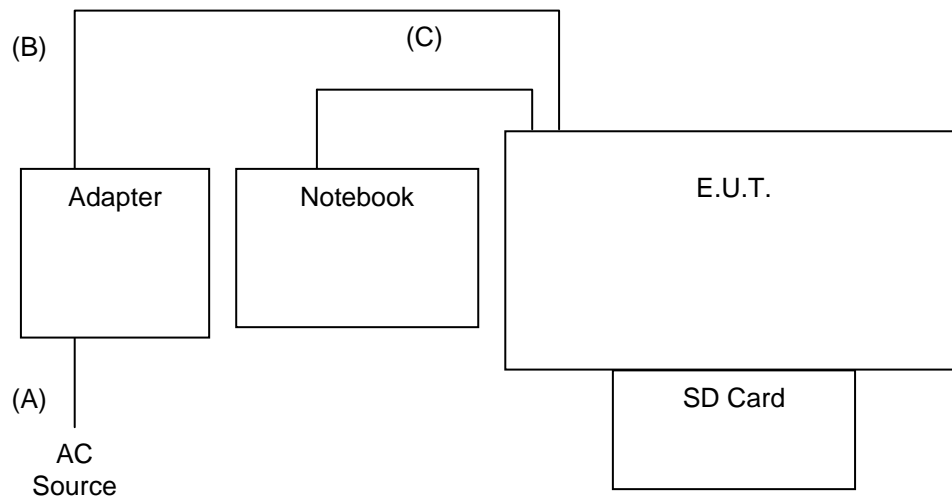 (B)
(C)
Adapter
Notebook
E.U.T.
(A)
SD Card
AC
Source